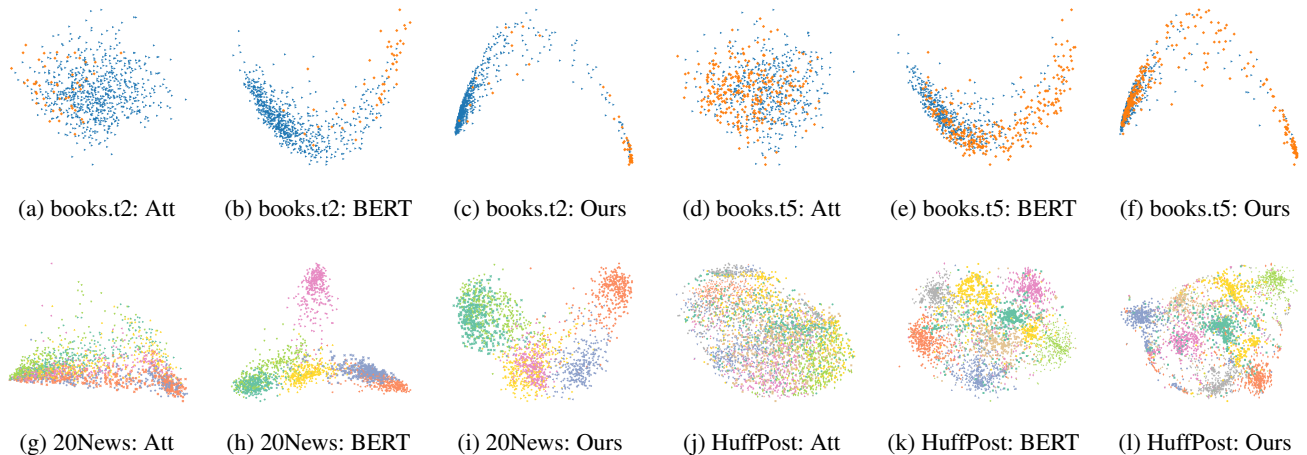 (a) books.t2: Att (b) books.t2: BERT (c) books.t2: Ours (d) books.t5: Att (e) books.t5: BERT (f) books.t5: Ours
(g) 20News: Att (h) 20News: BERT (i) 20News: Ours (j) HuffPost: Att (k) HuffPost: BERT (l) HuffPost: Ours